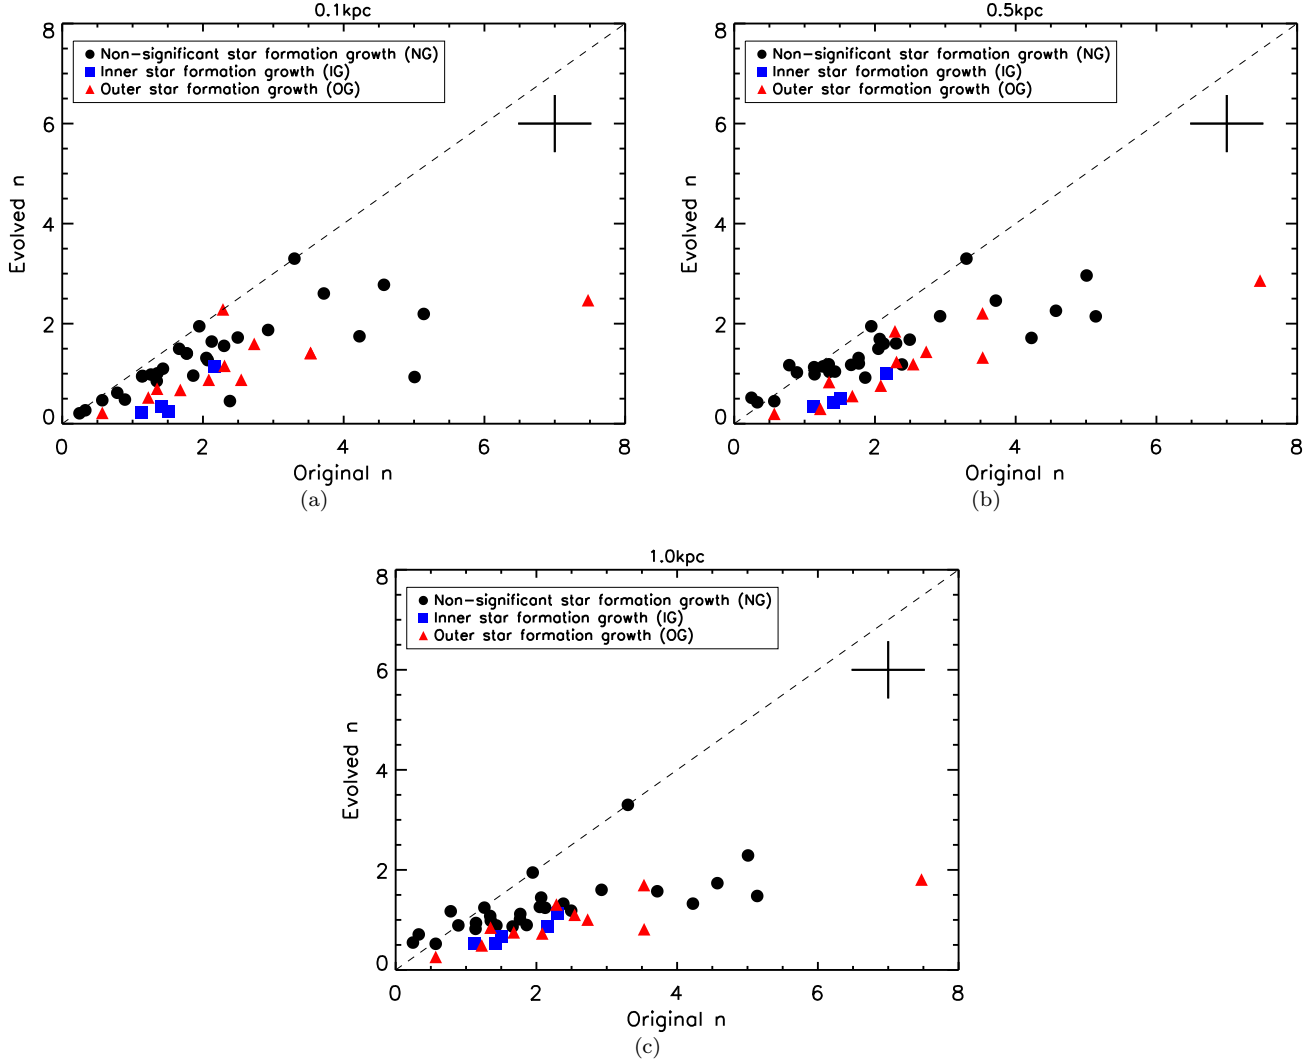 0.1kpc
8
6
4
2
0
Non-significant star formation growth (NG)
Inner star formation growth (IG)
Outer star formation growth (OG)
Evolved n
0 2 4 6 8
Original n
(a)
0.5kpc
8
6
4
2
0
Non-significant star formation growth (NG)
Inner star formation growth (IG)
Outer star formation growth (OG)
Evolved n
0 2 4 6 8
Original n
(b)
1.0kpc
8
6
4
2
0
Non-significant star formation growth (NG)
Inner star formation growth (IG)
Outer star formation growth (OG)
Evolved n
0 2 4 6 8
Original n
(c)